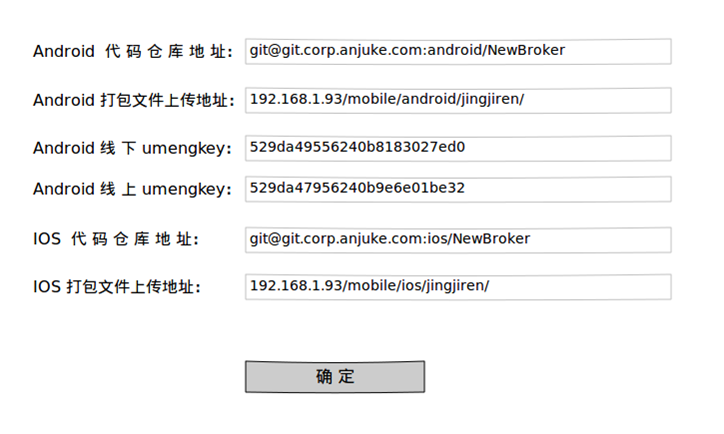 Android 代码仓库地址: git@git.corp.anjuke.com:android/NewBroker
Android 打包文件上传地址: 192.168.1.93/mobile/android/jingjiren/
Android 线下 umengkey: 529da49556240b8183027ed0
Android 线上 umengkey: 529da47956240b9e6e01be32
IOS 代码仓库地址: git@git.corp.anjuke.com:ios/NewBroker
IOS 打包文件上传地址: 192.168.1.93/mobile/ios/jingjiren/
确定